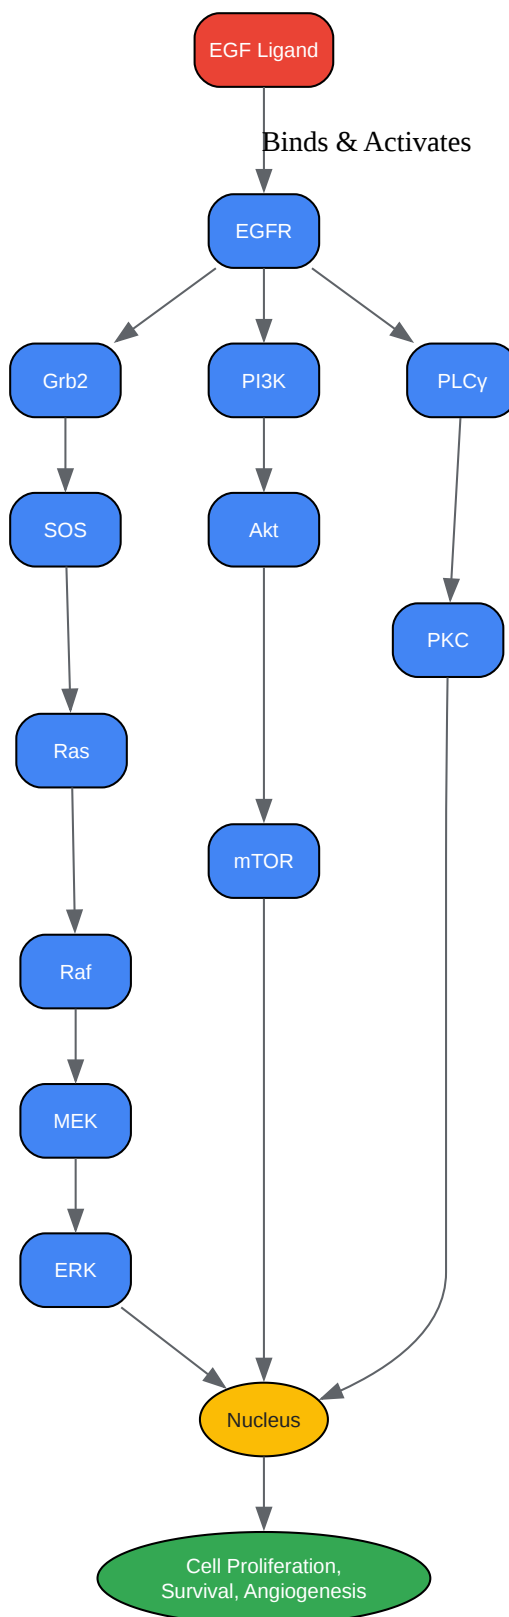 EGF Ligand
Binds & Activates
EGFR
Grb2
PI3K
PLCγ
SOS
Akt
PKC
Ras
mTOR
Raf
MEK
ERK
Nucleus
Cell Proliferation,
Survival, Angiogenesis